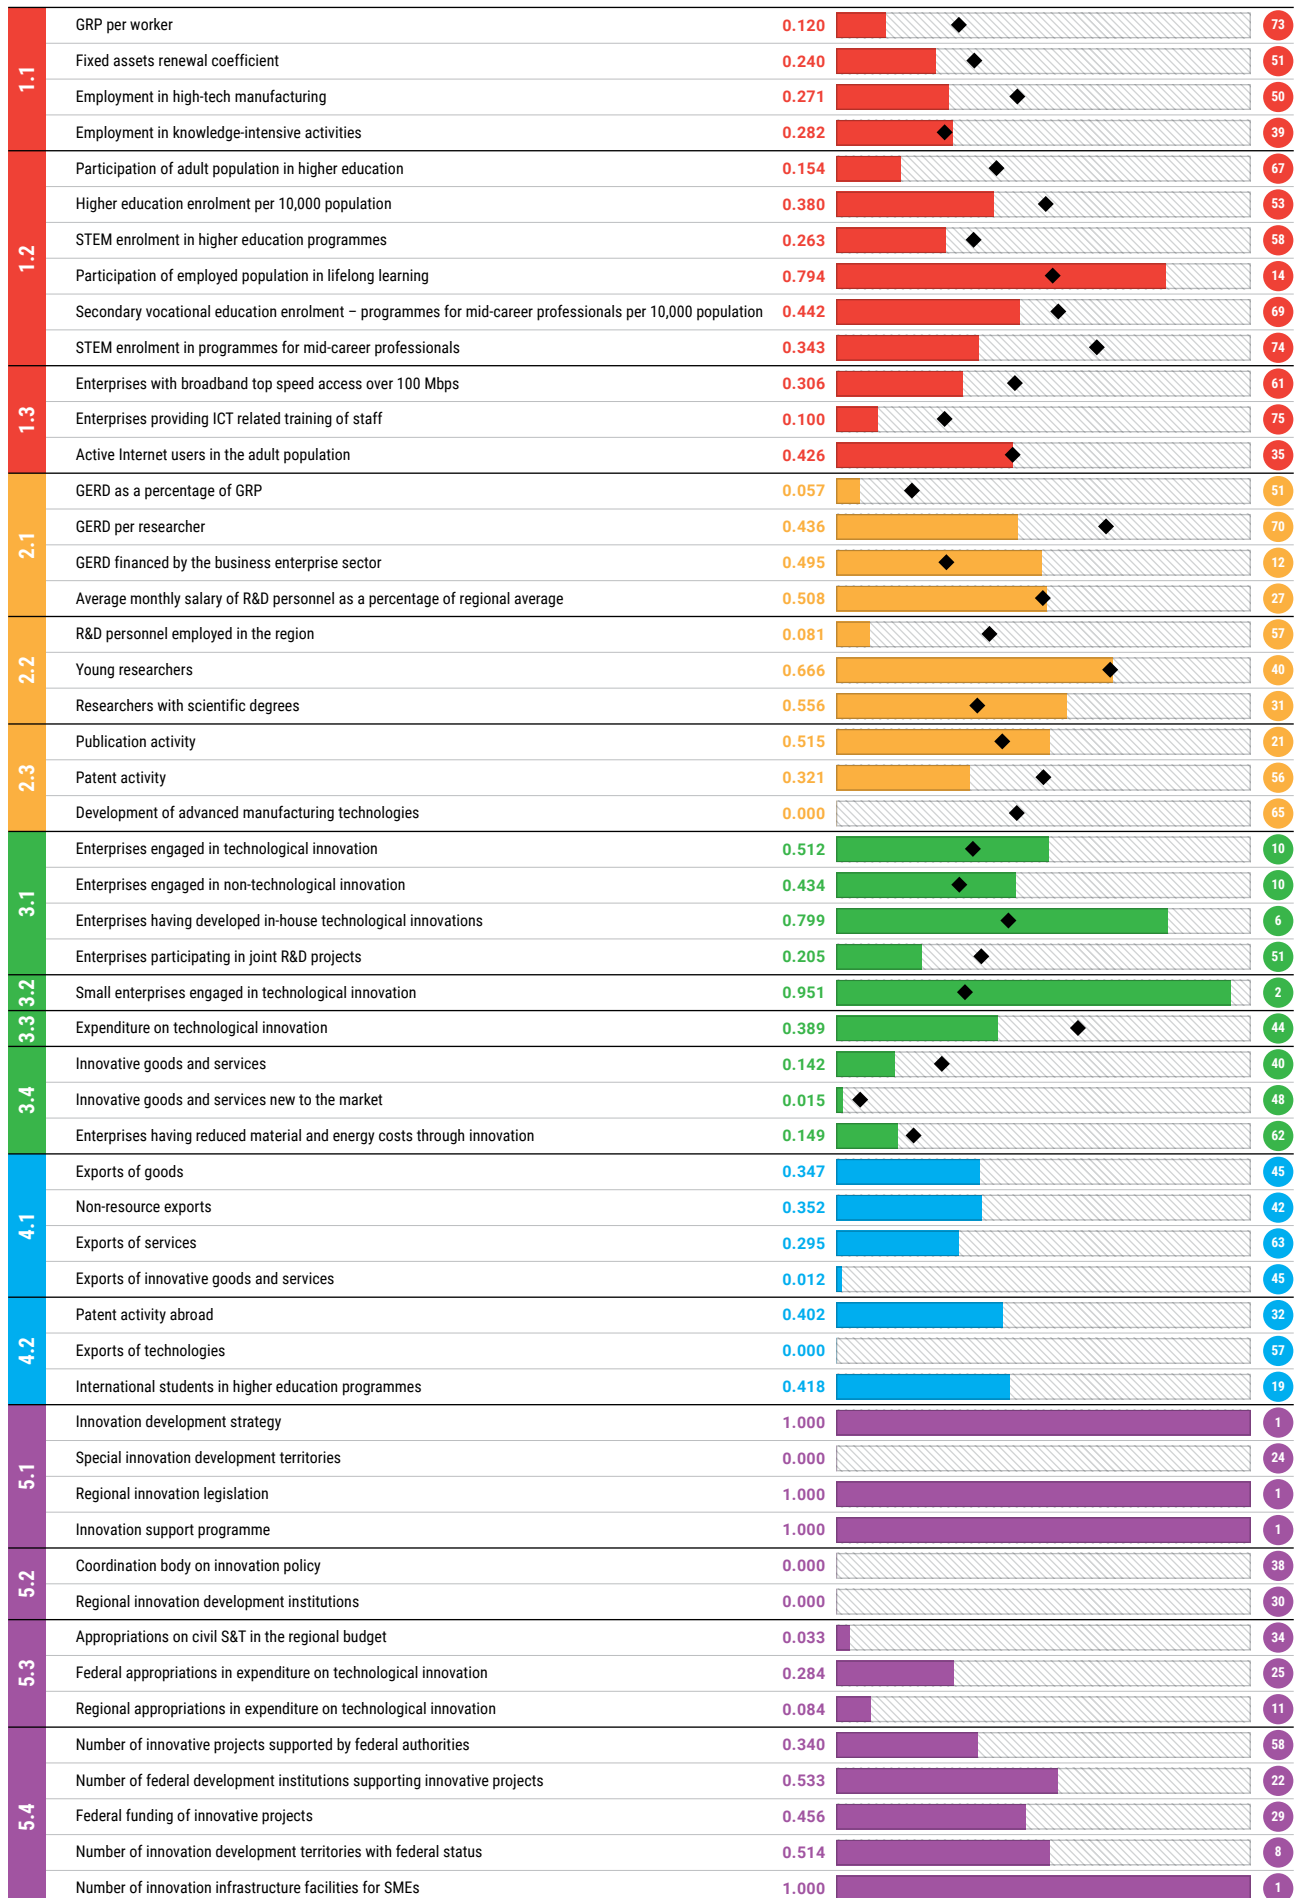 1.1
GRP per worker 0.120 73
Fixed assets renewal coefficient 0.240 51
Employment in high-tech manufacturing 0.271 50
Employment in knowledge-intensive activities 0.282 39
1.2
Participation of adult population in higher education 0.154 67
Higher education enrolment per 10,000 population 0.380 53
STEM enrolment in higher education programmes 0.263 58
Participation of employed population in lifelong learning 0.794 14
Secondary vocational education enrolment – programmes for mid-career professionals per 10,000 population 0.442 69
STEM enrolment in programmes for mid-career professionals 0.343 74
1.3
Enterprises with broadband top speed access over 100 Mbps 0.306 61
Enterprises providing ICT related training of staff 0.100 75
Active Internet users in the adult population 0.426 35
2.1
GERD as a percentage of GRP 0.057 51
GERD per researcher 0.436 70
GERD financed by the business enterprise sector 0.495 12
Average monthly salary of R&D personnel as a percentage of regional average 0.508 27
2.2
R&D personnel employed in the region 0.081 57
Young researchers 0.666 40
Researchers with scientific degrees 0.556 31
2.3
Publication activity 0.515 21
Patent activity 0.321 56
Development of advanced manufacturing technologies 0.000 65
3.1
Enterprises engaged in technological innovation 0.512 10
Enterprises engaged in non-technological innovation 0.434 10
Enterprises having developed in-house technological innovations 0.799 6
Enterprises participating in joint R&D projects 0.205 51
3.2
Small enterprises engaged in technological innovation 0.951 2
3.3
Expenditure on technological innovation 0.389 44
3.4
Innovative goods and services 0.142 40
Innovative goods and services new to the market 0.015 48
Enterprises having reduced material and energy costs through innovation 0.149 62
4.1
Exports of goods 0.347 45
Non-resource exports 0.352 42
Exports of services 0.295 63
Exports of innovative goods and services 0.012 45
4.2
Patent activity abroad 0.402 32
Exports of technologies 0.000 57
International students in higher education programmes 0.418 19
5.1
Innovation development strategy 1.000 1
Special innovation development territories 0.000 24
Regional innovation legislation 1.000 1
Innovation support programme 1.000 1
5.2
Coordination body on innovation policy 0.000 38
Regional innovation development institutions 0.000 30
5.3
Appropriations on civil S&T in the regional budget 0.033 34
Federal appropriations in expenditure on technological innovation 0.284 25
Regional appropriations in expenditure on technological innovation 0.084 11
5.4
Number of innovative projects supported by federal authorities 0.340 58
Number of federal development institutions supporting innovative projects 0.533 22
Federal funding of innovative projects 0.456 29
Number of innovation development territories with federal status 0.514 8
Number of innovation infrastructure facilities for SMEs 1.000 1